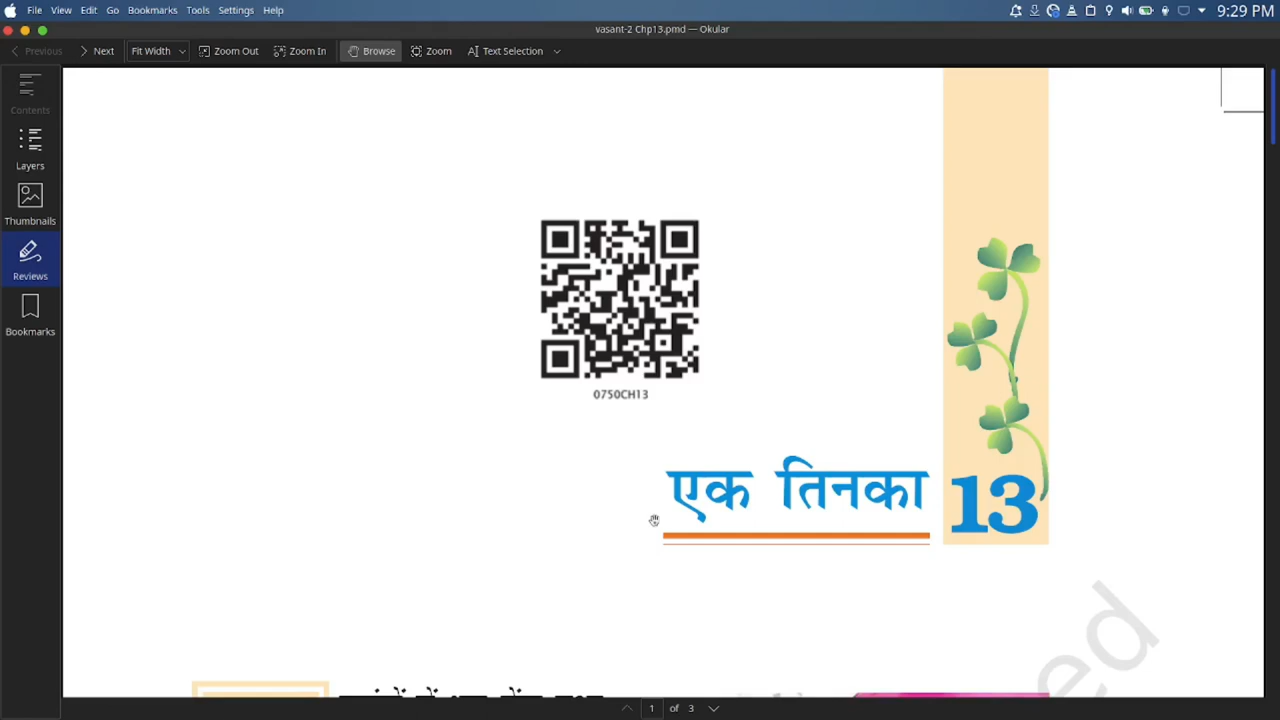 File View Edit Go Bookmarks Tools Settings Help 9:29 PM
vasant-2 Chp13.pmd — Okular
Previous Next Fit Width Zoom Out Zoom In Browse Zoom Text Selection
Contents
Layers
Thumbnails
Reviews
Bookmarks
0750CH13
एक तिनका 13
1 of 3